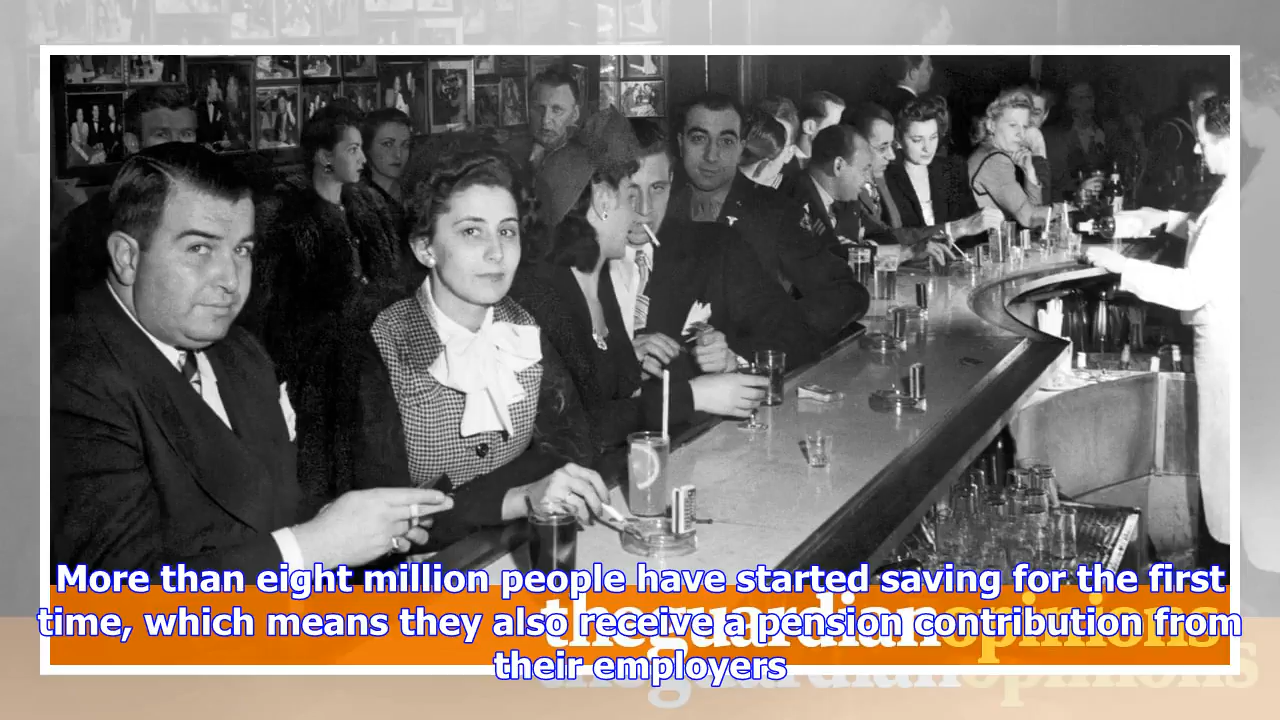 More than eight million people have started saving for the first
time, which means they also receive a pension contribution from
their employers
theguardianopinions